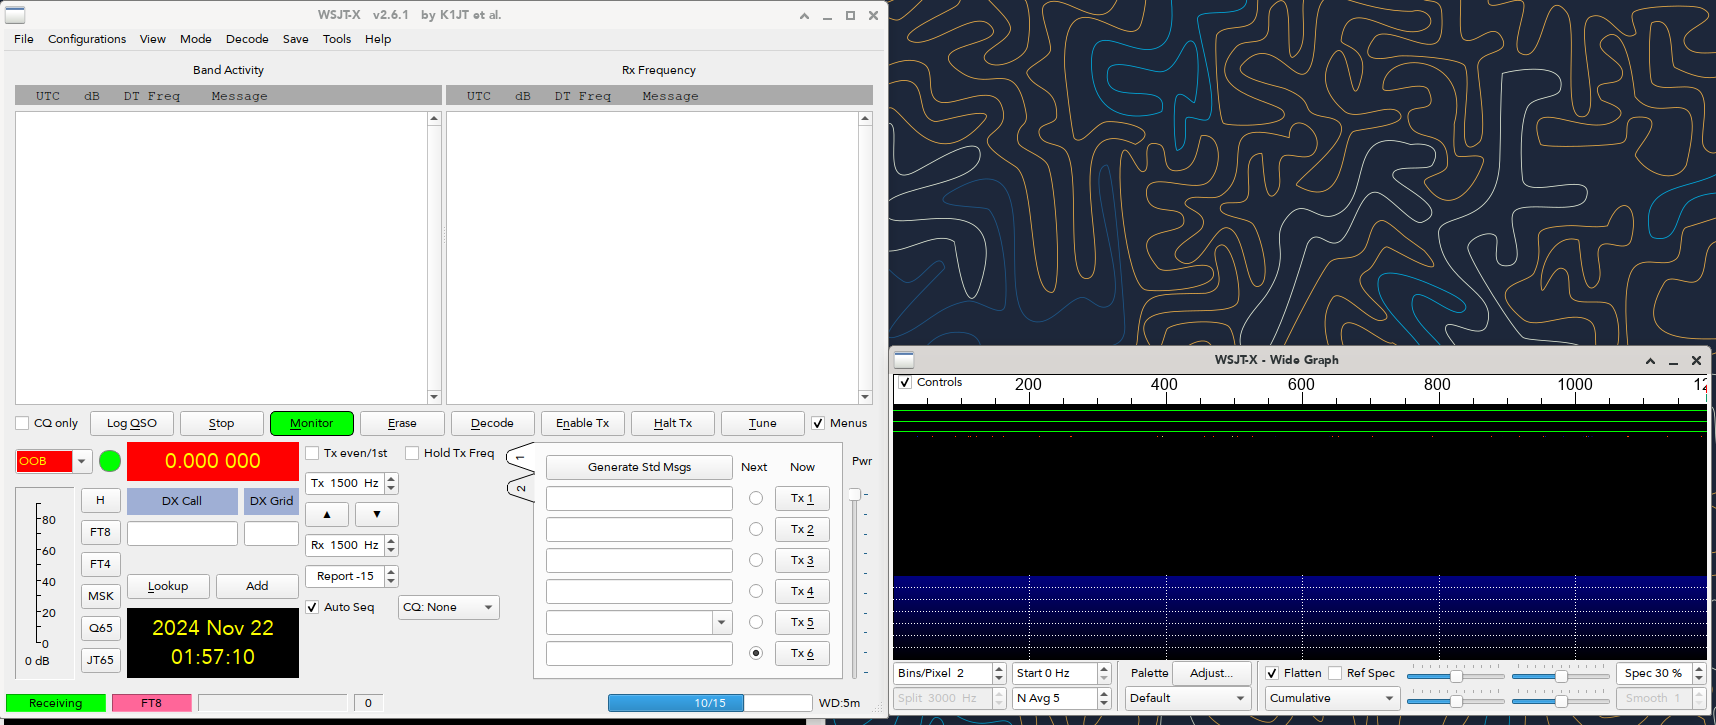 WSJT-X v2.6.1 by K1JT et al.
File Configurations View Mode Decode Save Tools Help
Band Activity
Rx Frequency
UTC dB DT Freq Message
UTC dB DT Freq Message
CQ only
Log QSO
Stop
Monitor
Erase
Decode
Enable Tx
Halt Tx
Tune
Menus
OOB
0.000 000
Tx even/1st
Hold Tx Freq
1
2
Generate Std Msgs
Next
Now
Pwr
80
60
40
20
0
0 dB
H
FT8
FT4
MSK
Q65
JT65
DX Call
DX Grid
Lookup
Add
2024 Nov 22
01:57:10
Tx 1500 Hz
▲
▼
Rx 1500 Hz
Report -15
Auto Seq
CQ: None
Tx 1
Tx 2
Tx 3
Tx 4
Tx 5
Tx 6
Receiving
FT8
0
10/15
WD:5m
WSJT-X - Wide Graph
Controls
200 400 600 800 1000 12
Bins/Pixel 2
Start 0 Hz
Palette
Adjust...
Flatten
Ref Spec
Spec 30 %
Split 3000 Hz
N Avg 5
Default
Cumulative
Smooth 1